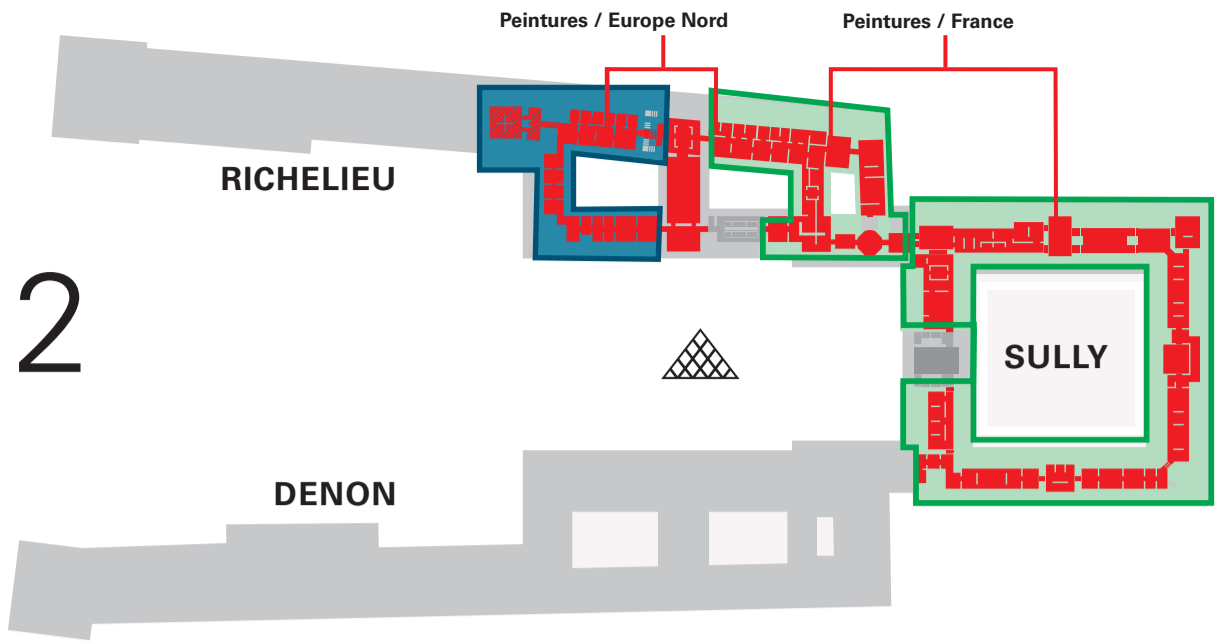 Peintures / Europe Nord
Peintures / France
RICHELIEU
2
SULLY
DENON